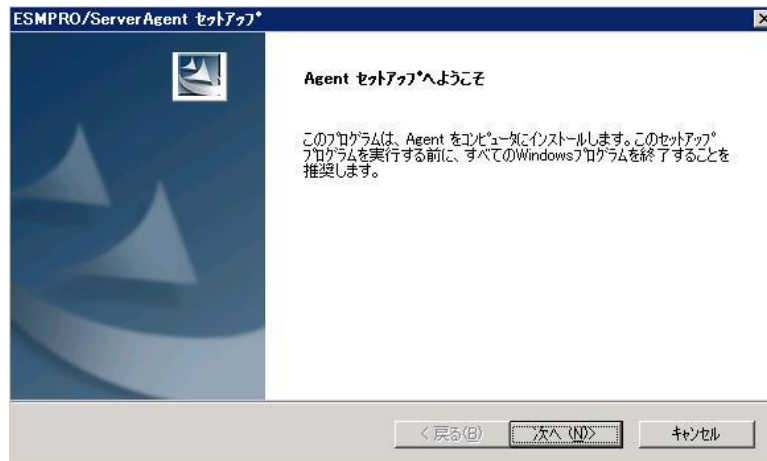 ESMPRO/ServerAgent ｾｯﾄｱｯﾌﾟ
Agent ｾｯﾄｱｯﾌﾟへようこそ
このﾌﾟﾛｸﾞﾗﾑは、Agent をｺﾝﾋﾟｭｰﾀにｲﾝｽﾄｰﾙします。このｾｯﾄｱｯﾌﾟ
ﾌﾟﾛｸﾞﾗﾑを実行する前に、すべてのWindowsﾌﾟﾛｸﾞﾗﾑを終了することを
推奨します。
< 戻る(B)
次へ (N)>
ｷｬﾝｾﾙ